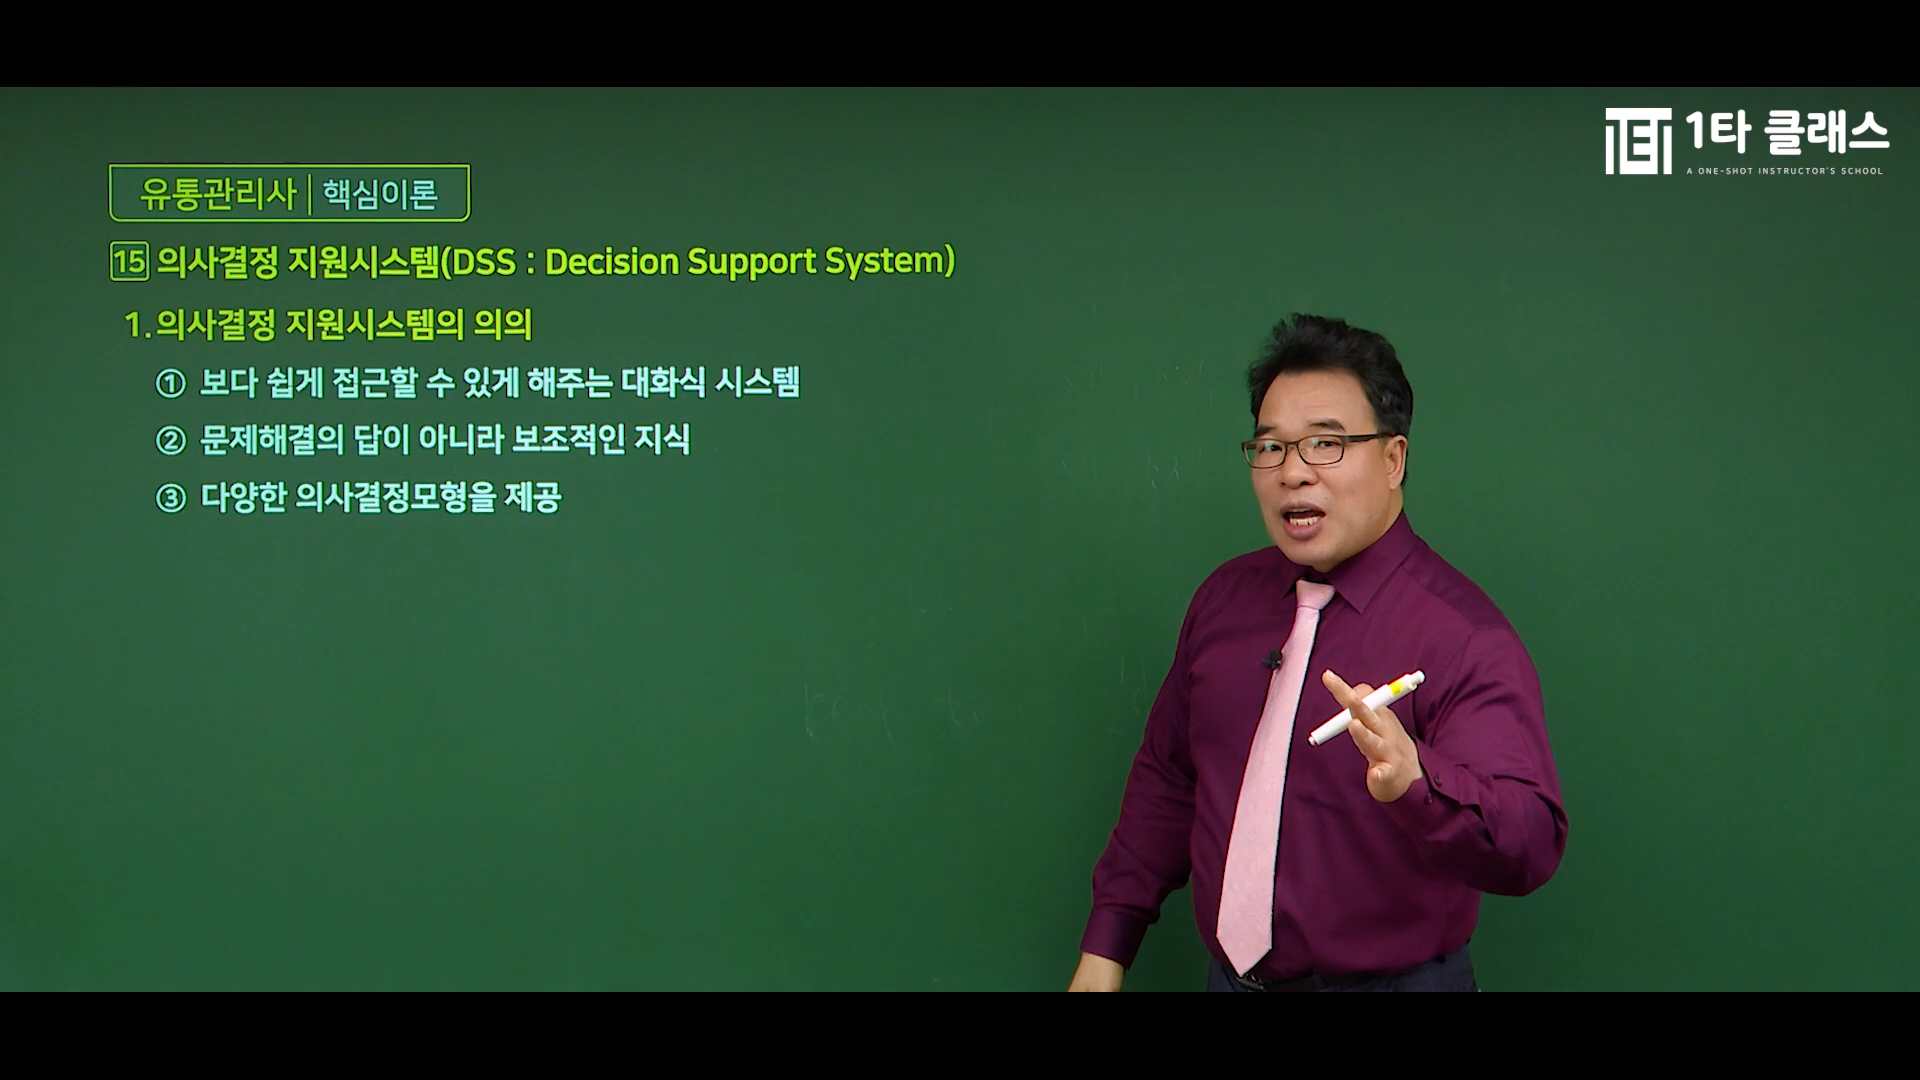 1타 클래스
A ONE-SHOT INSTRUCTOR'S SCHOOL
유통관리사 | 핵심이론
15 의사결정 지원시스템(DSS : Decision Support System)
1. 의사결정 지원시스템의 의의
① 보다 쉽게 접근할 수 있게 해주는 대화식 시스템
② 문제해결의 답이 아니라 보조적인 지식
③ 다양한 의사결정모형을 제공